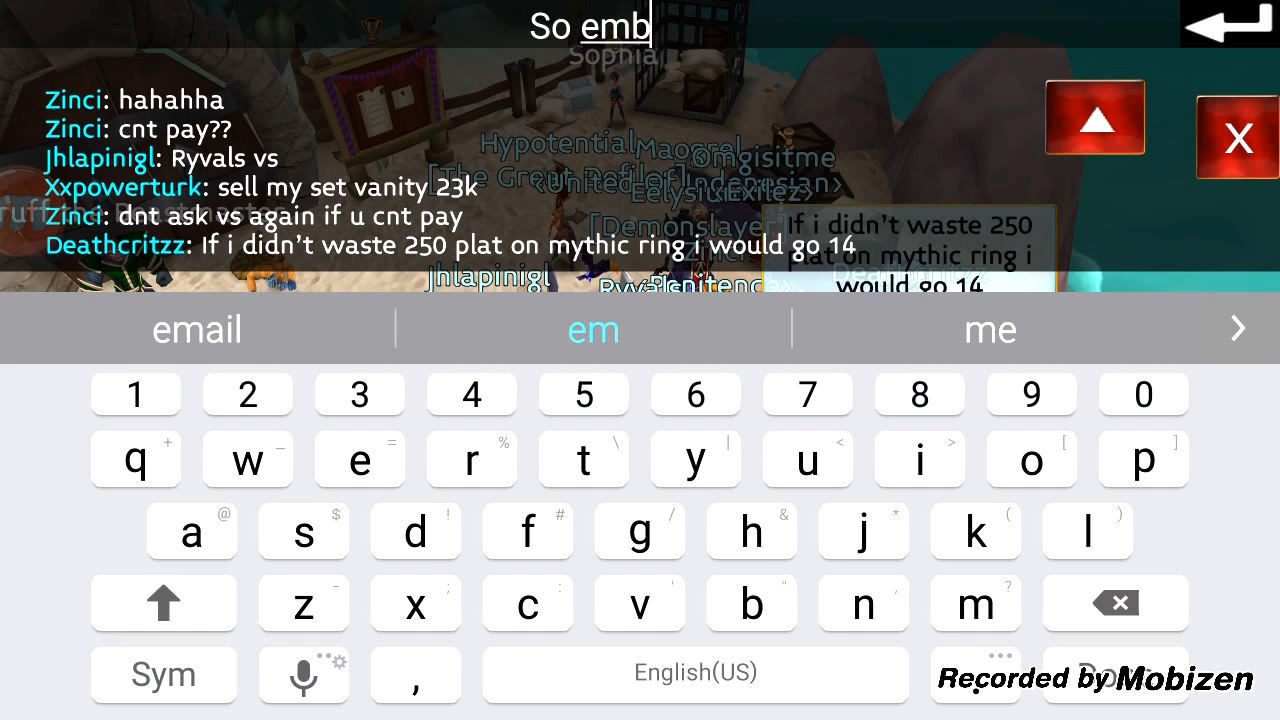 So emb
Sophia
Zinci: hahahha
Zinci: cnt pay??
Jhlapinigl: Ryvals vs
Xxpowerturk: sell my set vanity 23k
Zinci: dnt ask vs again if u cnt pay
Deathcritzz: If i didn't waste 250 plat on mythic ring i would go 14
X
Hypotential
Omgisitme
[Demonslayer
If i didn't waste 250
plat on mythic ring i
would go 14
Jhlapinigl
email
em
me
1 2 3 4 5 6 7 8 9 0
+ _ = % \ | < > [ ]
q w e r t y u i o p
@ $ ! # / & * ( )
a s d f g h j k l
- ; : ' " , ?
z x c v b n m
Sym , English(US) .
Recorded by Mobizen